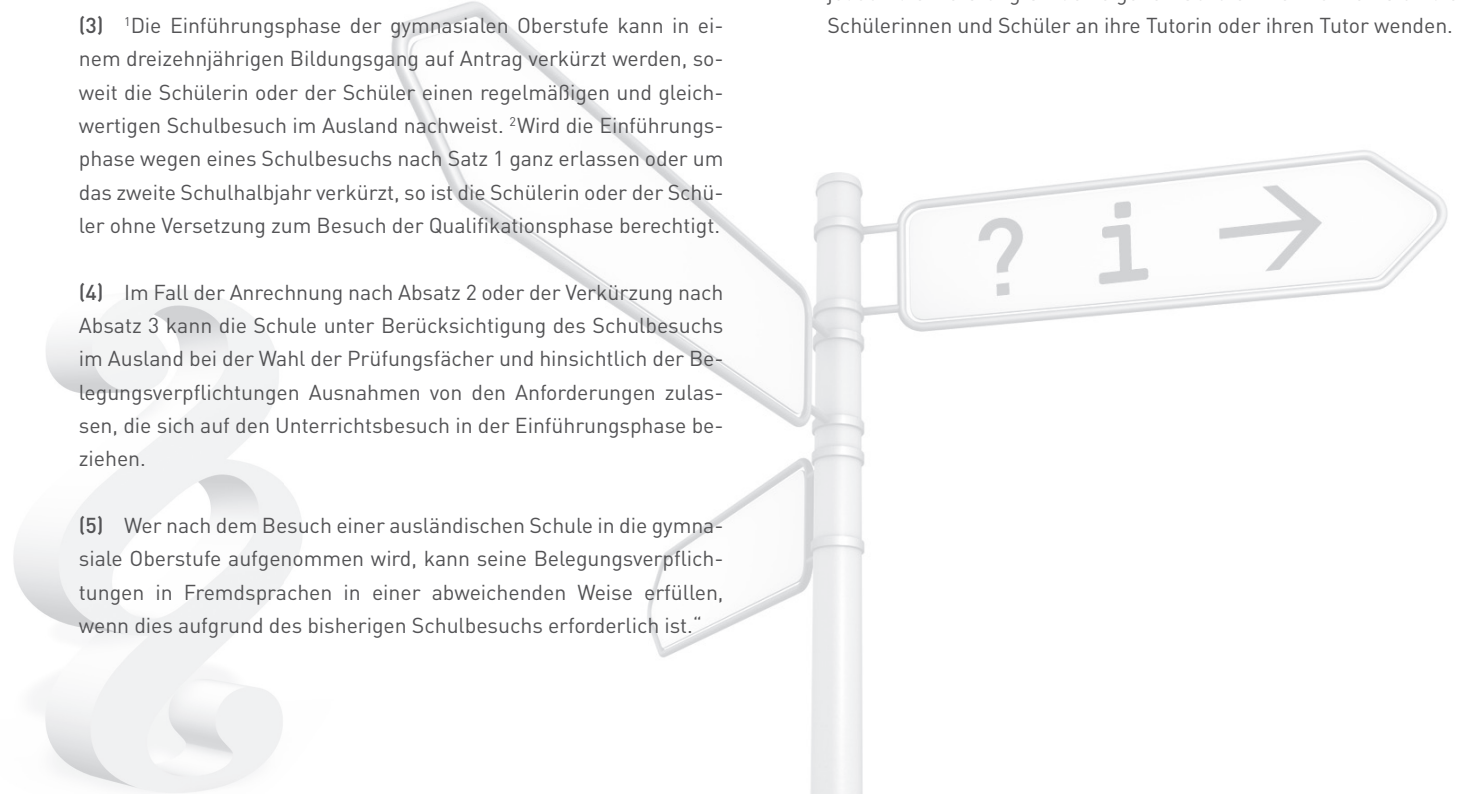 (3) ¹Die Einführungsphase der gymnasialen Oberstufe kann in ei-
nem dreizehnjährigen Bildungsgang auf Antrag verkürzt werden, so-
weit die Schülerin oder der Schüler einen regelmäßigen und gleich-
wertigen Schulbesuch im Ausland nachweist. ²Wird die Einführungs-
phase wegen eines Schulbesuchs nach Satz 1 ganz erlassen oder um
das zweite Schulhalbjahr verkürzt, so ist die Schülerin oder der Schü-
ler ohne Versetzung zum Besuch der Qualifikationsphase berechtigt.
(4) Im Fall der Anrechnung nach Absatz 2 oder der Verkürzung nach
Absatz 3 kann die Schule unter Berücksichtigung des Schulbesuchs
im Ausland bei der Wahl der Prüfungsfächer und hinsichtlich der Be-
legungsverpflichtungen Ausnahmen von den Anforderungen zulas-
sen, die sich auf den Unterrichtsbesuch in der Einführungsphase be-
ziehen.
(5) Wer nach dem Besuch einer ausländischen Schule in die gymna-
siale Oberstufe aufgenommen wird, kann seine Belegungsverpflich-
tungen in Fremdsprachen in einer abweichenden Weise erfüllen,
wenn dies aufgrund des bisherigen Schulbesuchs erforderlich ist.“
Schülerinnen und Schüler an ihre Tutorin oder ihren Tutor wenden.
? i →
§